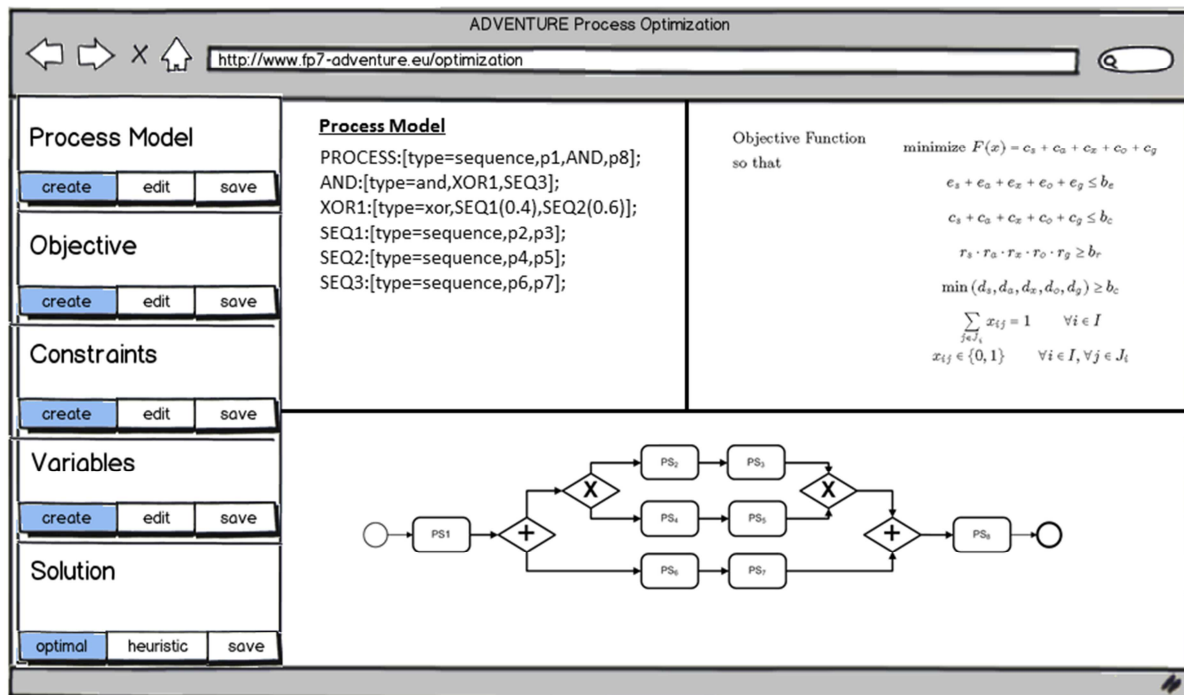 ADVENTURE Process Optimization
X
http://www.fp7-adventure.eu/optimization
Process Model
create edit save
Objective
create edit save
Constraints
create edit save
Variables
create edit save
Solution
optimal heuristic save
Process Model
PROCESS:[type=sequence,p1,AND,p8];
AND:[type=and,XOR1,SEQ3];
XOR1:[type=xor,SEQ1(0.4),SEQ2(0.6)];
SEQ1:[type=sequence,p2,p3];
SEQ2:[type=sequence,p4,p5];
SEQ3:[type=sequence,p6,p7];
Objective Function minimize F(x) = c_s + c_a + c_x + c_o + c_g
so that
e_s + e_a + e_x + e_o + e_g ≤ b_e
c_s + c_a + c_x + c_o + c_g ≤ b_c
r_s · r_a · r_x · r_o · r_g ≥ b_r
min (d_s, d_a, d_x, d_o, d_g) ≥ b_c
∑_{j∈J_i} x_{ij} = 1 ∀i ∈ I
x_{ij} ∈ {0, 1} ∀i ∈ I, ∀j ∈ J_i
PS₂ PS₃
X X
PS₄ PS₅
PS1 + + PS₈
PS₆ PS₇